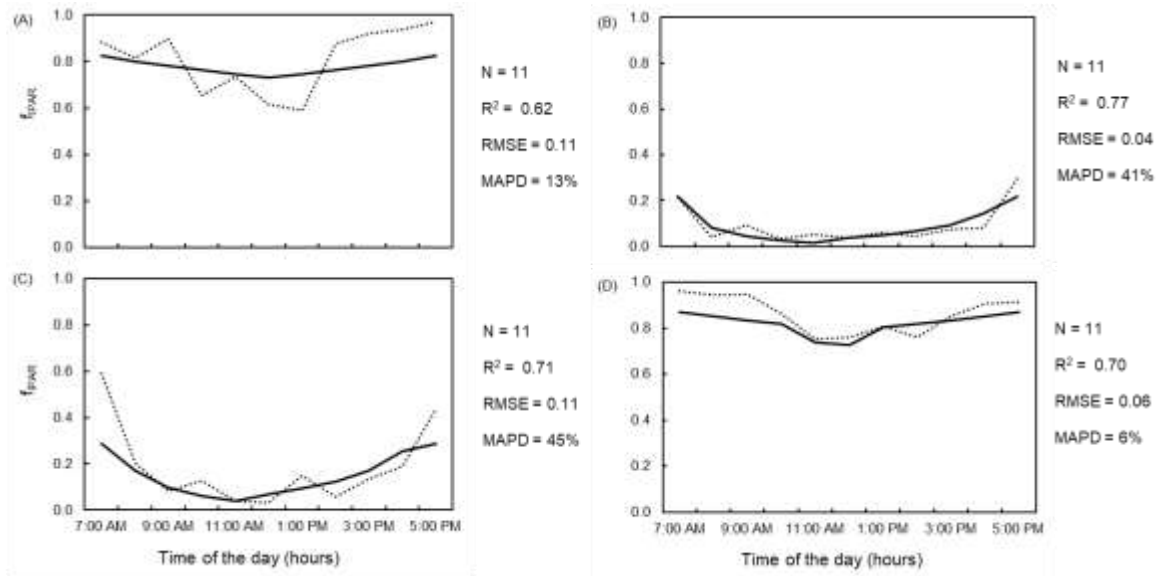 (A)
1.0
0.8
0.6
0.4
0.2
0.0
fIPAR
N = 11
R² = 0.62
RMSE = 0.11
MAPD = 13%
(B)
1.0
0.8
0.6
0.4
0.2
0.0
N = 11
R² = 0.77
RMSE = 0.04
MAPD = 41%
(C)
1.0
0.8
0.6
0.4
0.2
0.0
fIPAR
7:00 AM 9:00 AM 11:00 AM 1:00 PM 3:00 PM 5:00 PM
Time of the day (hours)
N = 11
R² = 0.71
RMSE = 0.11
MAPD = 45%
(D)
1.0
0.8
0.6
0.4
0.2
0.0
7:00 AM 9:00 AM 11:00 AM 1:00 PM 3:00 PM 5:00 PM
Time of the day (hours)
N = 11
R² = 0.70
RMSE = 0.06
MAPD = 6%